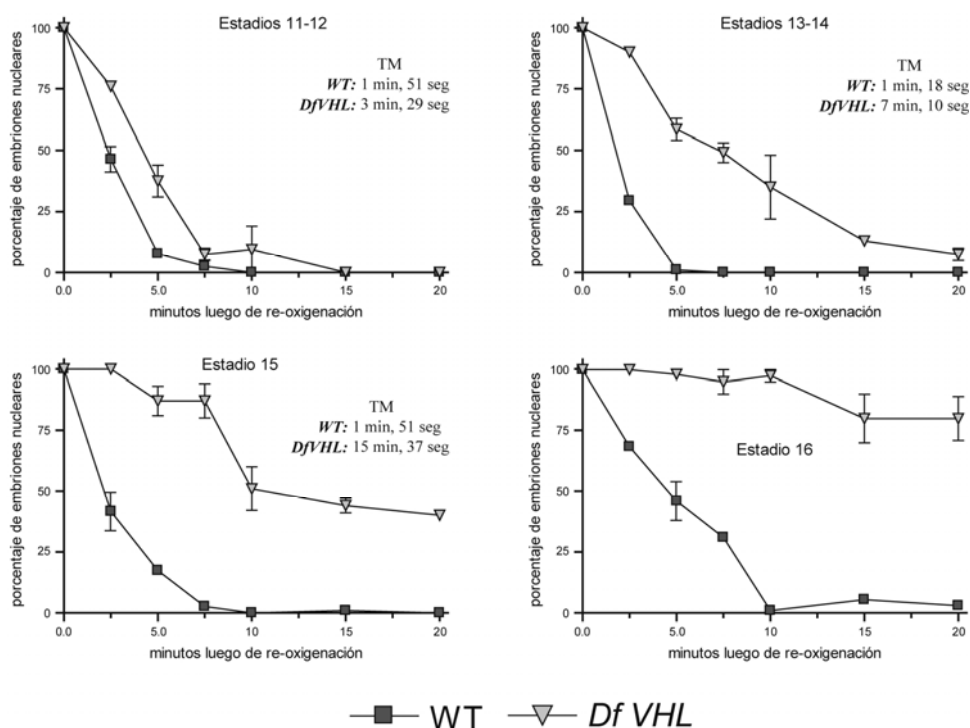 Estadios 11-12
porcentaje de embriones nucleares
100
75
50
25
0
TM
WT: 1 min, 51 seg
DfVHL: 3 min, 29 seg
0.0 5.0 10 15 20
minutos luego de re-oxigenación
Estadios 13-14
porcentaje de embriones nucleares
100
75
50
25
0
TM
WT: 1 min, 18 seg
DfVHL: 7 min, 10 seg
0.0 5.0 10 15 20
minutos luego de re-oxigenación
Estadio 15
porcentaje de embriones nucleares
100
75
50
25
0
TM
WT: 1 min, 51 seg
DfVHL: 15 min, 37 seg
0.0 5.0 10 15 20
minutos luego de re-oxigenación
Estadio 16
porcentaje de embriones nucleares
100
75
50
25
0
0.0 5.0 10 15 20
minutos luego de re-oxigenación
WT Df VHL